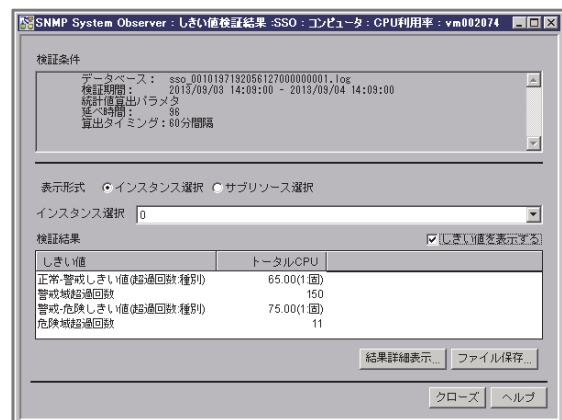 SNMP System Observer : しきい値検証結果 :SSO : コンピュータ : CPU利用率 : vm002074
検証条件
データベース： sso_0010197192056127000000001.log
検証期間： 2013/09/03 14:09:00 - 2013/09/04 14:09:00
統計値算出パラメタ
延べ時間： 96
算出タイミング：60分間隔
表示形式 インスタンス選択 サブリソース選択
インスタンス選択 0
検証結果 しきい値を表示する
しきい値 トータルCPU
正常-警戒しきい値(超過回数:種別) 65.00(1:固)
警戒域超過回数 150
警戒-危険しきい値(超過回数:種別) 75.00(1:固)
危険域超過回数 11
結果詳細表示... ファイル保存...
クローズ ヘルプ